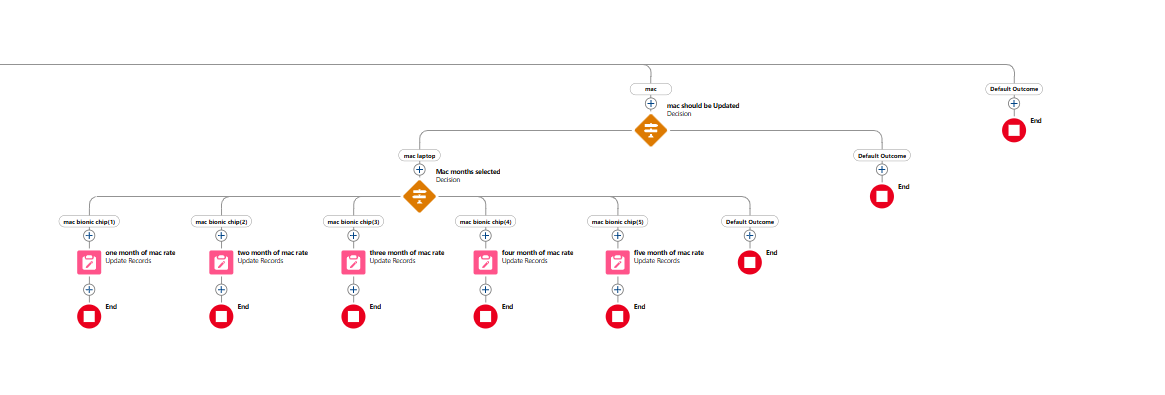 mac
Default Outcome
mac should be Updated
Decision
End
mac laptop
Default Outcome
Mac months selected
Decision
End
mac bionic chip(1)
mac bionic chip(2)
mac bionic chip(3)
mac bionic chip(4)
mac bionic chip(5)
Default Outcome
one month of mac rate
Update Records
two month of mac rate
Update Records
three month of mac rate
Update Records
four month of mac rate
Update Records
five month of mac rate
Update Records
End
End
End
End
End
End